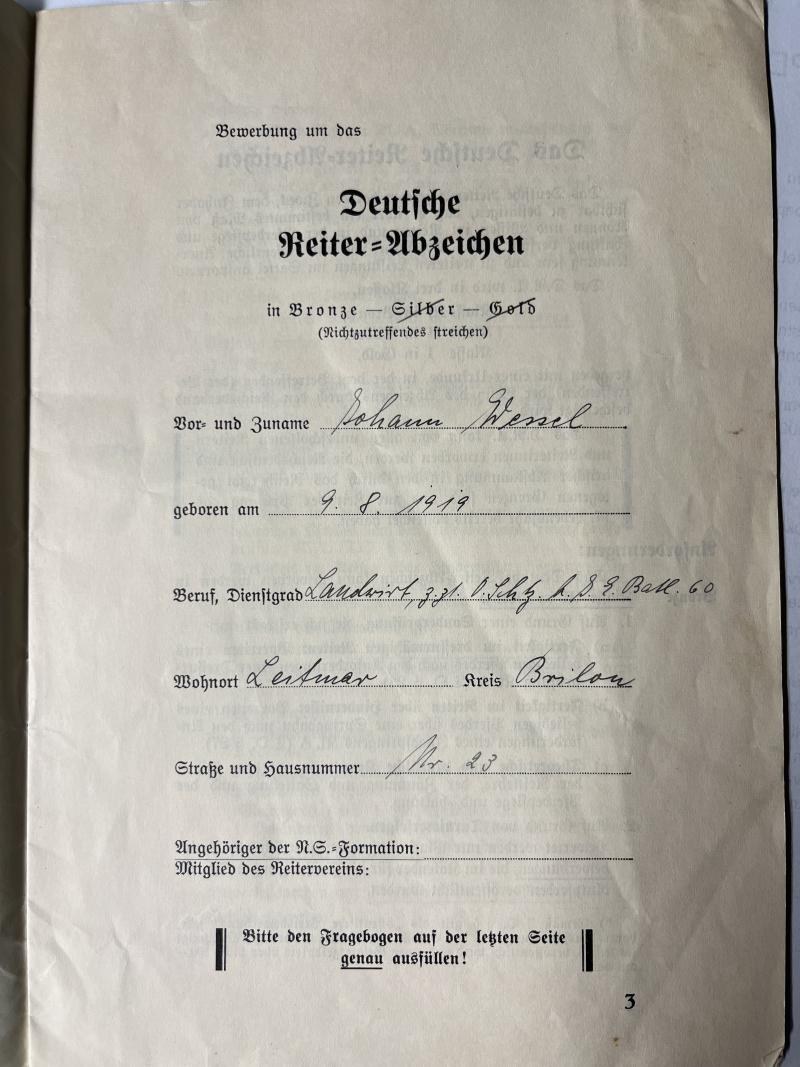 Bewerbung um das
Deutsche
Reiter=Abzeichen
in Bronze — Silber — Gold
(Nichtzutreffendes streichen)
Vor- und Zuname Johann Wessel
geboren am 9. 8. 1919
Beruf, Dienstgrad Landwirt, z. Zt. O. Schtz. d. D. E. Batl. 60
Wohnort Leitmar Kreis Brilon
Straße und Hausnummer Nr. 23
Angehöriger der N.S.=Formation:
Mitglied des Reitervereins:
Bitte den Fragebogen auf der letzten Seite
genau ausfüllen!
3